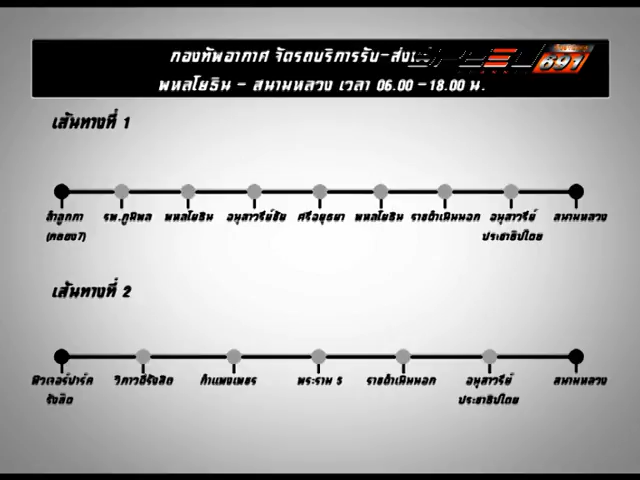 กองทัพอากาศ จัดรถบริการรับ-ส่ง
691
พหลโยธิน - สนามหลวง เวลา 06.00 -18.00 น.
เส้นทางที่ 1
ลำลูกกา รพ.ภูมิพล พหลโยธิน อนุสาวรีย์ชัย ศรีอยุธยา พหลโยธิน ราชดำเนินนอก อนุสาวรีย์ สนามหลวง
(คลอง7) ประชาธิปไตย
เส้นทางที่ 2
ฟิวเจอร์ปาร์ค วิภาวดีรังสิต กำแพงเพชร พระราม 5 ราชดำเนินนอก อนุสาวรีย์ สนามหลวง
รังสิต ประชาธิปไตย